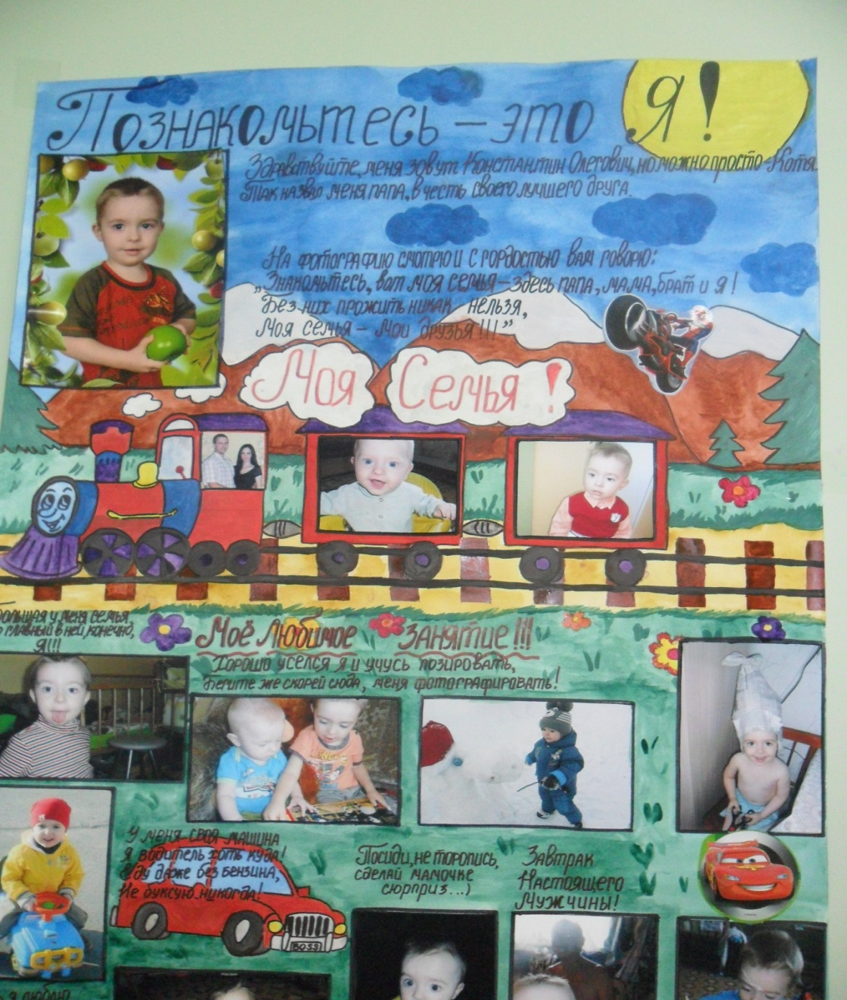 Познакомьтесь – это
Я!
Здравствуйте, меня зовут Константин Олегович, но можно просто - Котя.
Так назвал меня папа, в честь своего лучшего друга.
На фотографию смотрю и с гордостью вам говорю:
„Знакомьтесь, вот моя семья – здесь папа, мама, брат и я!
Без них прожить никак нельзя,
Моя семья – мои друзья!!!”
Моя Семья!
Большая у меня семья,
главный в ней, конечно,
Я!!!
Моё Любимое Занятие!!!
Хорошо уселся я и учусь позировать,
Бегите же скорей сюда, меня фотографировать!
У меня своя машина
Я водитель хоть куда!
Еду даже без бензина,
Не буксую никогда!
BOSS
Посиди, не торопись,
сделай мамочке
сюрприз...)
Завтрак
Настоящего
Мужчины!
я люблю